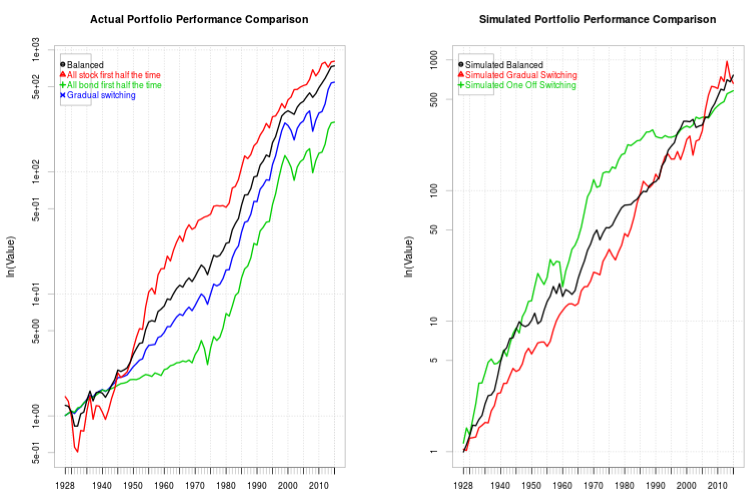 Actual Portfolio Performance Comparison
ln(Value)
1e+03
5e+02
1e+02
5e+01
1e+01
5e+00
1e+00
5e-01
Balanced
All stock first half the time
All bond first half the time
Gradual switching
1928 1940 1950 1960 1970 1980 1990 2000 2010
Simulated Portfolio Performance Comparison
ln(Value)
1000
500
100
50
10
5
1
Simulated Balanced
Simulated Gradual Switching
Simulated One Off Switching
1928 1940 1950 1960 1970 1980 1990 2000 2010